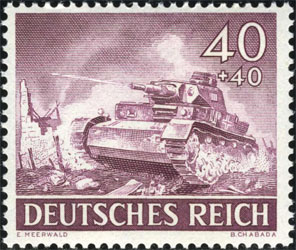 40
+40
DEUTSCHES REICH
E. MEERWALD B. CHABADA